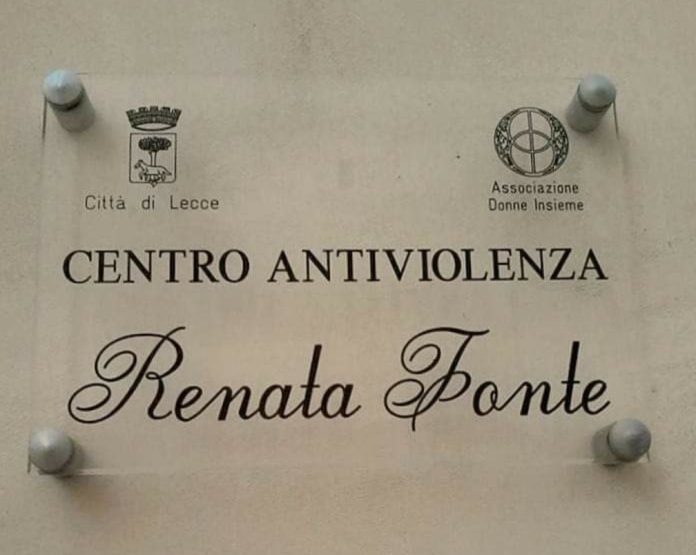 Città di Lecce
Associazione
Donne Insieme
CENTRO ANTIVIOLENZA
Renata Fonte